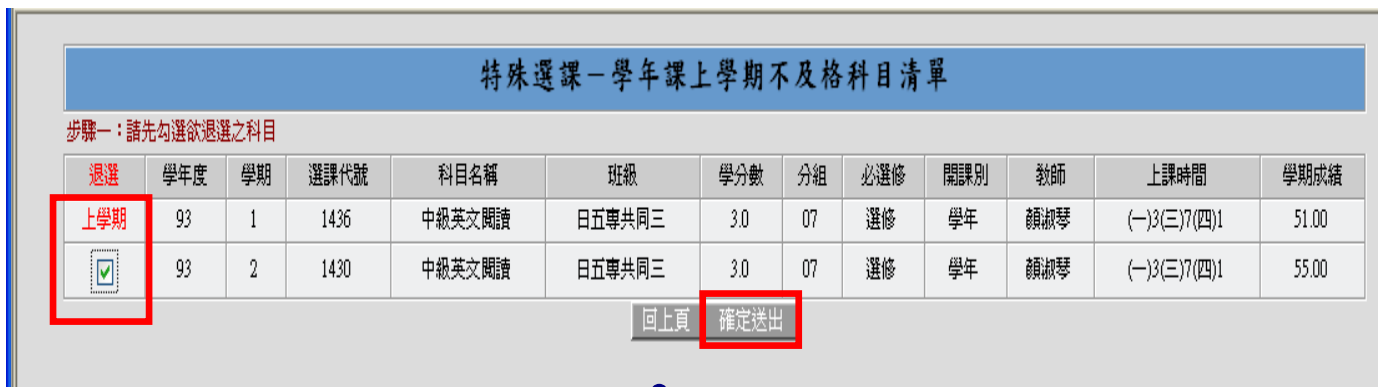 特殊選課－學年課上學期不及格科目清單
步驟一：請先勾選欲退選之科目
退選 學年度 學期 選課代號 科目名稱 班級 學分數 分組 必選修 開課別 教師 上課時間 學期成績
上學期 93 1 1436 中級英文閱讀 日五專共同三 3.0 07 選修 學年 顏淑琴 (一)3(三)7(四)1 51.00
93 2 1430 中級英文閱讀 日五專共同三 3.0 07 選修 學年 顏淑琴 (一)3(三)7(四)1 55.00
回上頁 確定送出